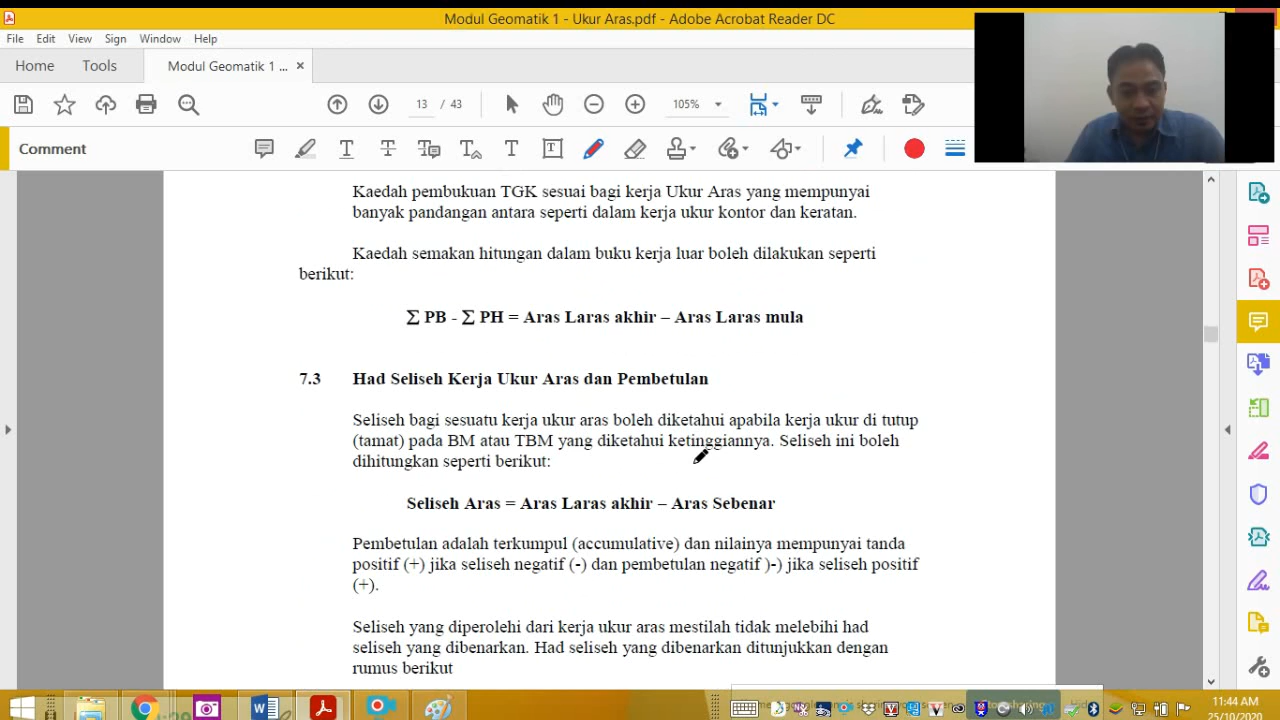 Modul Geomatik 1 - Ukur Aras.pdf - Adobe Acrobat Reader DC
File Edit View Sign Window Help
Home Tools Modul Geomatik 1 ... ×
13 / 43 105%
Comment
Kaedah pembukuan TGK sesuai bagi kerja Ukur Aras yang mempunyai
banyak pandangan antara seperti dalam kerja ukur kontor dan keratan.
Kaedah semakan hitungan dalam buku kerja luar boleh dilakukan seperti
berikut:
Σ PB - Σ PH = Aras Laras akhir – Aras Laras mula
7.3 Had Seliseh Kerja Ukur Aras dan Pembetulan
Seliseh bagi sesuatu kerja ukur aras boleh diketahui apabila kerja ukur di tutup
(tamat) pada BM atau TBM yang diketahui ketinggiannya. Seliseh ini boleh
dihitungkan seperti berikut:
Seliseh Aras = Aras Laras akhir – Aras Sebenar
Pembetulan adalah terkumpul (accumulative) dan nilainya mempunyai tanda
positif (+) jika seliseh negatif (-) dan pembetulan negatif )-) jika seliseh positif
(+).
Seliseh yang diperolehi dari kerja ukur aras mestilah tidak melebihi had
seliseh yang dibenarkan. Had seliseh yang dibenarkan ditunjukkan dengan
rumus berikut
11:44 AM
25/10/2020